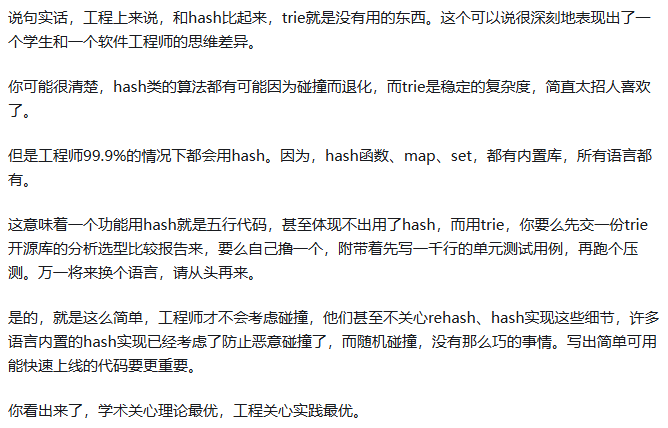 说句实话，工程上来说，和hash比起来，trie就是没有用的东西。这个可以说很深刻地表现出了一
个学生和一个软件工程师的思维差异。
你可能很清楚，hash类的算法都有可能因为碰撞而退化，而trie是稳定的复杂度，简直太招人喜欢
了。
但是工程师99.9%的情况下都会用hash。因为，hash函数、map、set，都有内置库，所有语言都
有。
这意味着一个功能用hash就是五行代码，甚至体现不出用了hash，而用trie，你要么先交一份trie
开源库的分析选型比较报告来，要么自己撸一个，附带着先写一千行的单元测试用例，再跑个压
测。万一将来换个语言，请从头再来。
是的，就是这么简单，工程师才不会考虑碰撞，他们甚至不关心rehash、hash实现这些细节，许多
语言内置的hash实现已经考虑了防止恶意碰撞了，而随机碰撞，没有那么巧的事情。写出简单可用
能快速上线的代码要更重要。
你看出来了，学术关心理论最优，工程关心实践最优。